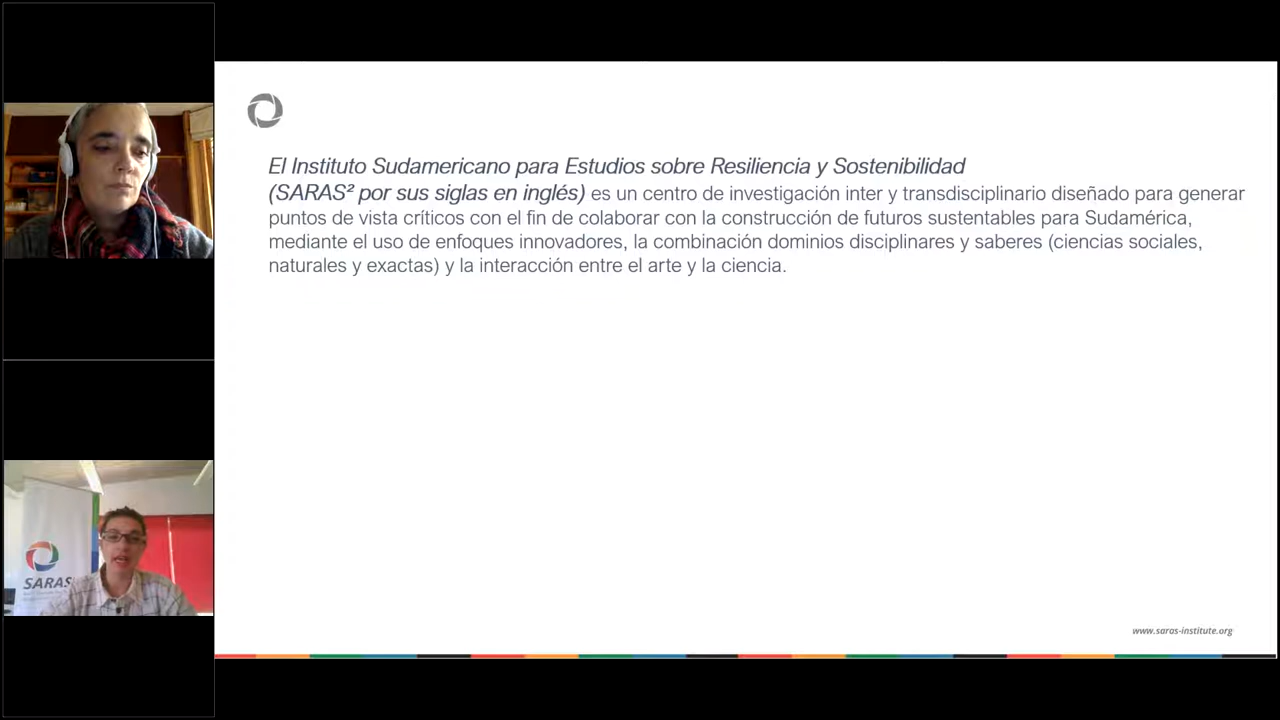 El Instituto Sudamericano para Estudios sobre Resiliencia y Sostenibilidad
(SARAS² por sus siglas en inglés) es un centro de investigación inter y transdisciplinario diseñado para generar
puntos de vista críticos con el fin de colaborar con la construcción de futuros sustentables para Sudamérica,
mediante el uso de enfoques innovadores, la combinación dominios disciplinares y saberes (ciencias sociales,
naturales y exactas) y la interacción entre el arte y la ciencia.
SARAS
www.saras-institute.org